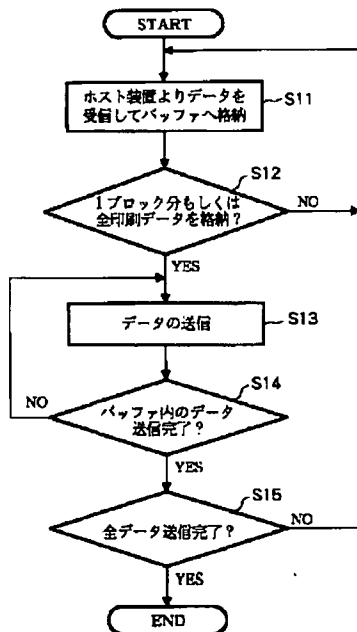 START
ホスト装置よりデータを
受信してバッファへ格納
S11
S12
1ブロック分もしくは
全印刷データを格納?
NO
YES
データの送信
S13
S14
バッファ内のデータ
送信完了?
NO
YES
S15
全データ送信完了?
NO
YES
END